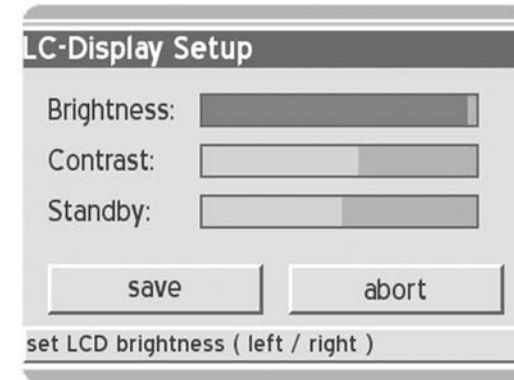 LC-Display Setup
Brightness:
Contrast:
Standby:
save abort
set LCD brightness ( left / right )